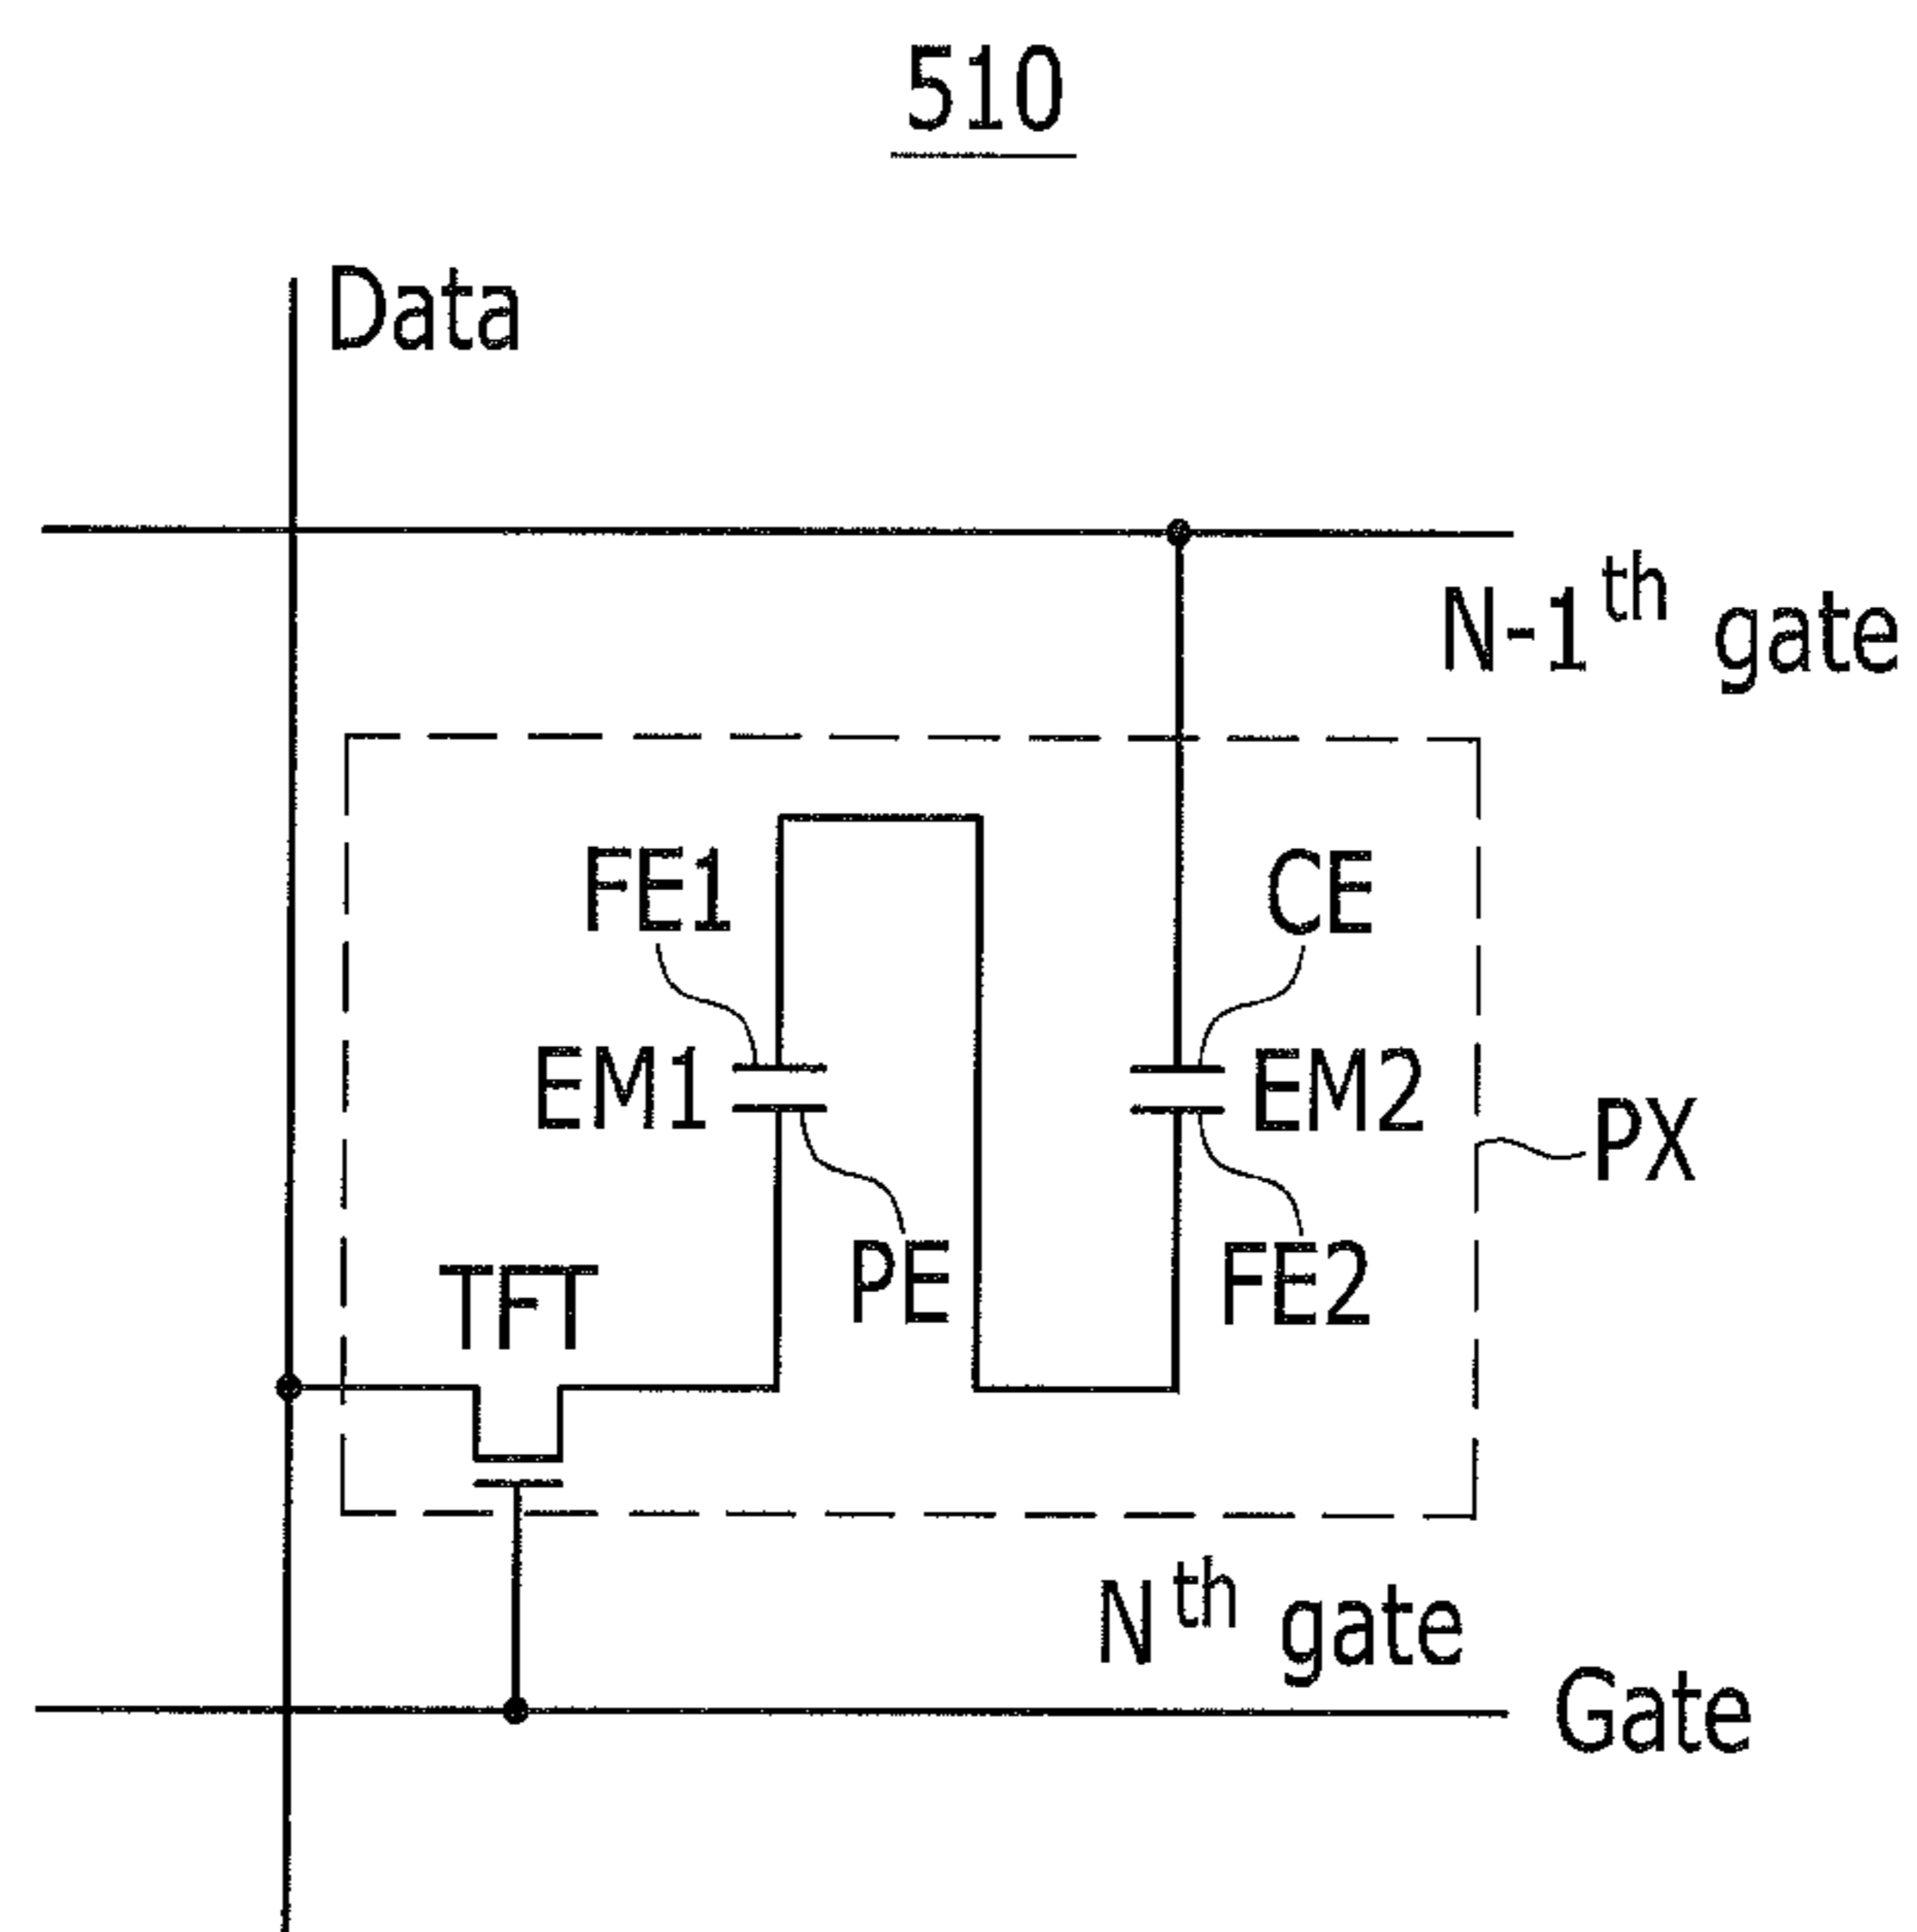 510
Data
N-1th gate
FE1
CE
EM1
EM2
PX
PE
FE2
TFT
Nth gate
Gate